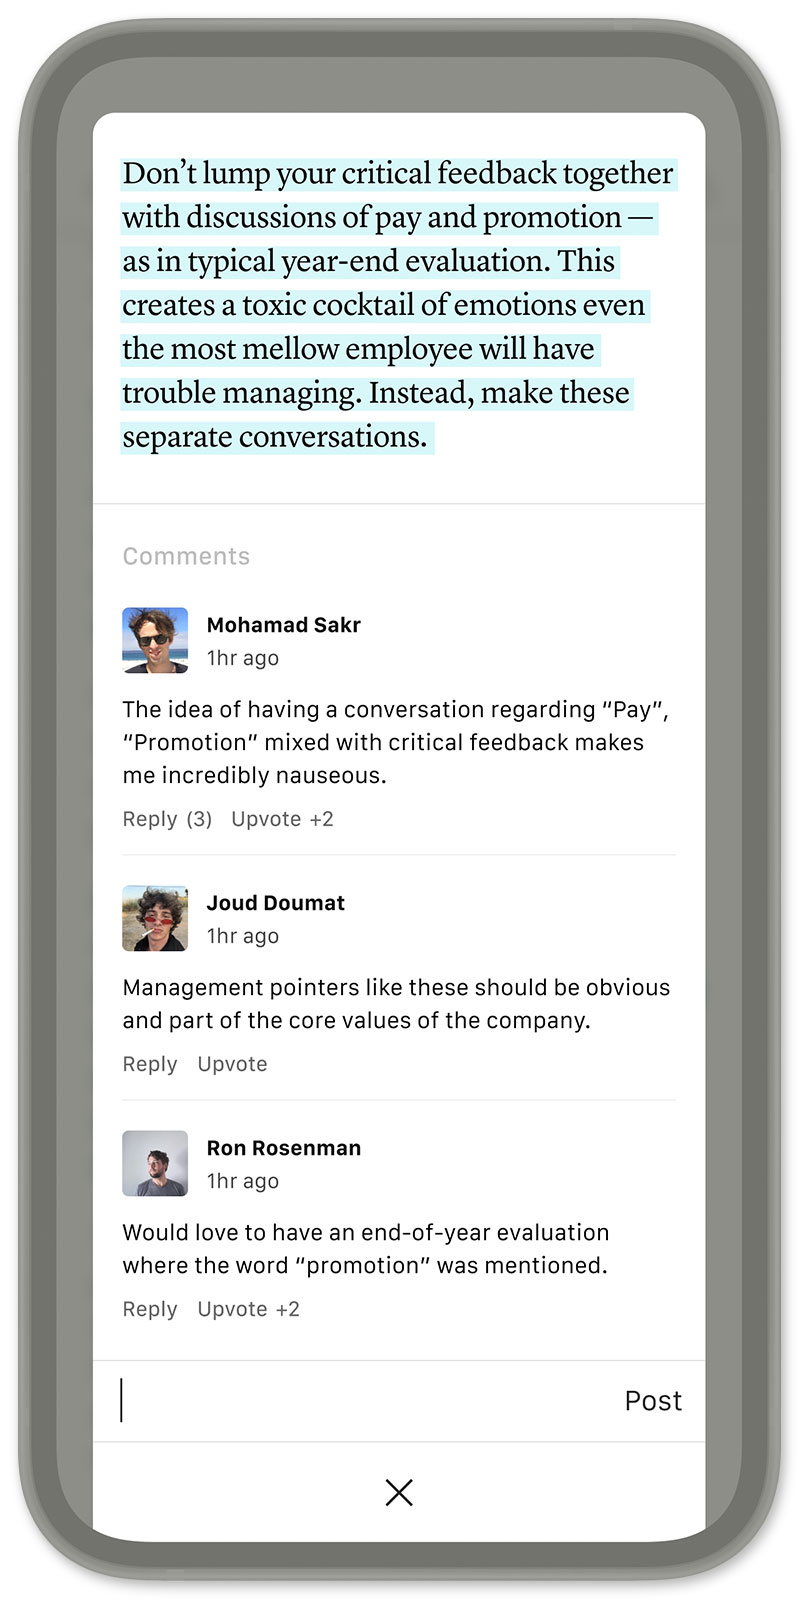 Don’t lump your critical feedback together
with discussions of pay and promotion —
as in typical year-end evaluation. This
creates a toxic cocktail of emotions even
the most mellow employee will have
trouble managing. Instead, make these
separate conversations.
Comments
Mohamad Sakr
1hr ago
The idea of having a conversation regarding “Pay”,
“Promotion” mixed with critical feedback makes
me incredibly nauseous.
Reply (3) Upvote +2
Joud Doumat
1hr ago
Management pointers like these should be obvious
and part of the core values of the company.
Reply Upvote
Ron Rosenman
1hr ago
Would love to have an end-of-year evaluation
where the word “promotion” was mentioned.
Reply Upvote +2
Post